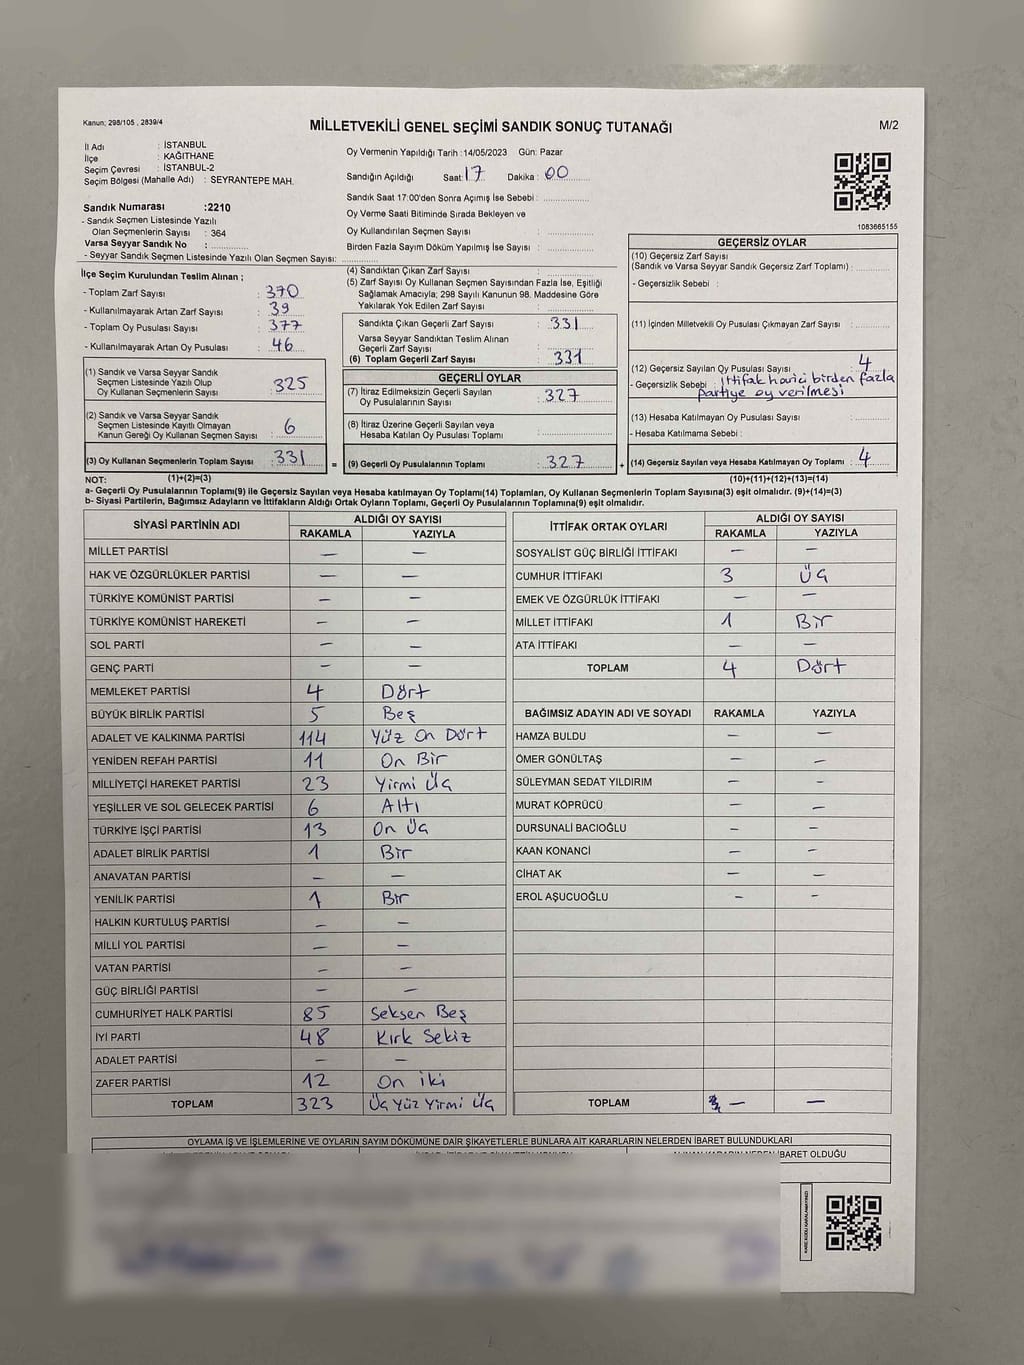 Kanun; 298/105 , 2839/4
MİLLETVEKİLİ GENEL SEÇİMİ SANDIK SONUÇ TUTANAĞI
M/2
İl Adı : İSTANBUL
İlçe : KAĞITHANE
Seçim Çevresi : İSTANBUL-2
Seçim Bölgesi (Mahalle Adı) : SEYRANTEPE MAH.
Sandık Numarası :2210
- Sandık Seçmen Listesinde Yazılı
Olan Seçmenlerin Sayısı : 364
Varsa Seyyar Sandık No :
- Seyyar Sandık Seçmen Listesinde Yazılı Olan Seçmen Sayısı:
Oy Vermenin Yapıldığı Tarih :14/05/2023 Gün: Pazar
Sandığın Açıldığı Saat: 17 Dakika : 00
Sandık Saat 17:00'den Sonra Açımış İse Sebebi :
Oy Verme Saati Bitiminde Sırada Bekleyen ve
Oy Kullandırılan Seçmen Sayısı :
Birden Fazla Sayım Döküm Yapılmış İse Sayısı :
1083665155
İlçe Seçim Kurulundan Teslim Alınan ;
- Toplam Zarf Sayısı : 370
- Kullanılmayarak Artan Zarf Sayısı : 39
- Toplam Oy Pusulası Sayısı : 377
- Kullanılmayarak Artan Oy Pusulası : 46
(1) Sandık ve Varsa Seyyar Sandık
Seçmen Listesinde Yazılı Olup
Oy Kullanan Seçmenlerin Sayısı : 325
(2) Sandık ve Varsa Seyyar Sandık
Seçmen Listesinde Kayıtlı Olmayan
Kanun Gereği Oy Kullanan Seçmen Sayısı : 6
(3) Oy Kullanan Seçmenlerin Toplam Sayısı : 331
(4) Sandıktan Çıkan Zarf Sayısı :
(5) Zarf Sayısı Oy Kullanan Seçmen Sayısından Fazla İse, Eşitliği
Sağlamak Amacıyla; 298 Sayılı Kanunun 98. Maddesine Göre
Yakılarak Yok Edilen Zarf Sayısı :
Sandıkta Çıkan Geçerli Zarf Sayısı : 331
Varsa Seyyar Sandıktan Teslim Alınan
Geçerli Zarf Sayısı :
(6) Toplam Geçerli Zarf Sayısı : 331
GEÇERLİ OYLAR
(7) İtiraz Edilmeksizin Geçerli Sayılan
Oy Pusulalarının Sayısı : 327
(8) İtiraz Üzerine Geçerli Sayılan veya
Hesaba Katılan Oy Pusulası Toplamı :
= (9) Geçerli Oy Pusulalarının Toplamı : 327 +
GEÇERSİZ OYLAR
(10) Geçersiz Zarf Sayısı
(Sandık ve Varsa Seyyar Sandık Geçersiz Zarf Toplamı) :
- Geçersizlik Sebebi :
(11) İçinden Milletvekili Oy Pusulası Çıkmayan Zarf Sayısı :
(12) Geçersiz Sayılan Oy Pusulası Sayısı : 4
- Geçersizlik Sebebi : İttifak harici birden fazla
partiye oy verilmesi
(13) Hesaba Katılmayan Oy Pusulası Sayısı :
- Hesaba Katılmama Sebebi :
(14) Geçersiz Sayılan veya Hesaba Katılmayan Oy Toplamı : 4
NOT: (1)+(2)=(3) (10)+(11)+(12)+(13)=(14)
a- Geçerli Oy Pusulalarının Toplamı(9) ile Geçersiz Sayılan veya Hesaba katılmayan Oy Toplamı(14) Toplamları, Oy Kullanan Seçmenlerin Toplam Sayısına(3) eşit olmalıdır. (9)+(14)=(3)
b- Siyasi Partilerin, Bağımsız Adayların ve İttifakların Aldığı Ortak Oyların Toplamı, Geçerli Oy Pusulalarının Toplamına(9) eşit olmalıdır.
SİYASİ PARTİNİN ADI ALDIĞI OY SAYISI
RAKAMLA YAZIYLA
MİLLET PARTİSİ — —
HAK VE ÖZGÜRLÜKLER PARTİSİ — —
TÜRKİYE KOMÜNİST PARTİSİ — —
TÜRKİYE KOMÜNİST HAREKETİ — —
SOL PARTİ — —
GENÇ PARTİ — —
MEMLEKET PARTİSİ 4 Dört
BÜYÜK BİRLİK PARTİSİ 5 Beş
ADALET VE KALKINMA PARTİSİ 114 Yüz On Dört
YENİDEN REFAH PARTİSİ 11 On Bir
MİLLİYETÇİ HAREKET PARTİSİ 23 Yirmi Üç
YEŞİLLER VE SOL GELECEK PARTİSİ 6 Altı
TÜRKİYE İŞÇİ PARTİSİ 13 On Üç
ADALET BİRLİK PARTİSİ 1 Bir
ANAVATAN PARTİSİ — —
YENİLİK PARTİSİ 1 Bir
HALKIN KURTULUŞ PARTİSİ — —
MİLLİ YOL PARTİSİ — —
VATAN PARTİSİ — —
GÜÇ BİRLİĞİ PARTİSİ — —
CUMHURİYET HALK PARTİSİ 85 Seksen Beş
İYİ PARTİ 48 Kırk Sekiz
ADALET PARTİSİ — —
ZAFER PARTİSİ 12 On iki
TOPLAM 323 Üç Yüz Yirmi Üç
İTTİFAK ORTAK OYLARI ALDIĞI OY SAYISI
RAKAMLA YAZIYLA
SOSYALİST GÜÇ BİRLİĞİ İTTİFAKI — —
CUMHUR İTTİFAKI 3 Üç
EMEK VE ÖZGÜRLÜK İTTİFAKI — —
MİLLET İTTİFAKI 1 Bir
ATA İTTİFAKI — —
TOPLAM 4 Dört
BAĞIMSIZ ADAYIN ADI VE SOYADI RAKAMLA YAZIYLA
HAMZA BULDU — —
ÖMER GÖNÜLTAŞ — —
SÜLEYMAN SEDAT YILDIRIM — —
MURAT KÖPRÜCÜ — —
DURSUNALİ BACIOĞLU — —
KAAN KONANCİ — —
CİHAT AK — —
EROL AŞUCUOĞLU — —
TOPLAM — —
OYLAMA İŞ VE İŞLEMLERİNE VE OYLARIN SAYIM DÖKÜMÜNE DAİR ŞİKAYETLERLE BUNLARA AİT KARARLARIN NELERDEN İBARET BULUNDUKLARI
İBARET OLDUĞU